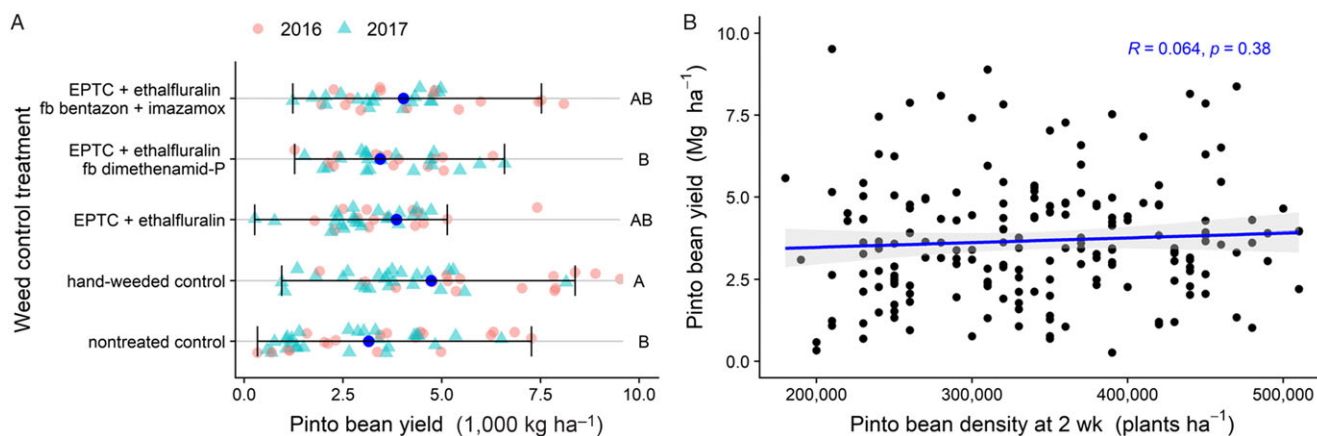 A
2016 2017
Weed control treatment
EPTC + ethalfluralin
fb bentazon + imazamox
EPTC + ethalfluralin
fb dimethenamid-P
EPTC + ethalfluralin
hand-weeded control
nontreated control
AB
B
AB
A
B
0.0 2.5 5.0 7.5 10.0
Pinto bean yield (1,000 kg ha⁻¹)
B
R = 0.064, p = 0.38
Pinto bean yield (Mg ha⁻¹)
10.0
7.5
5.0
2.5
0.0
200,000 300,000 400,000 500,000
Pinto bean density at 2 wk (plants ha⁻¹)